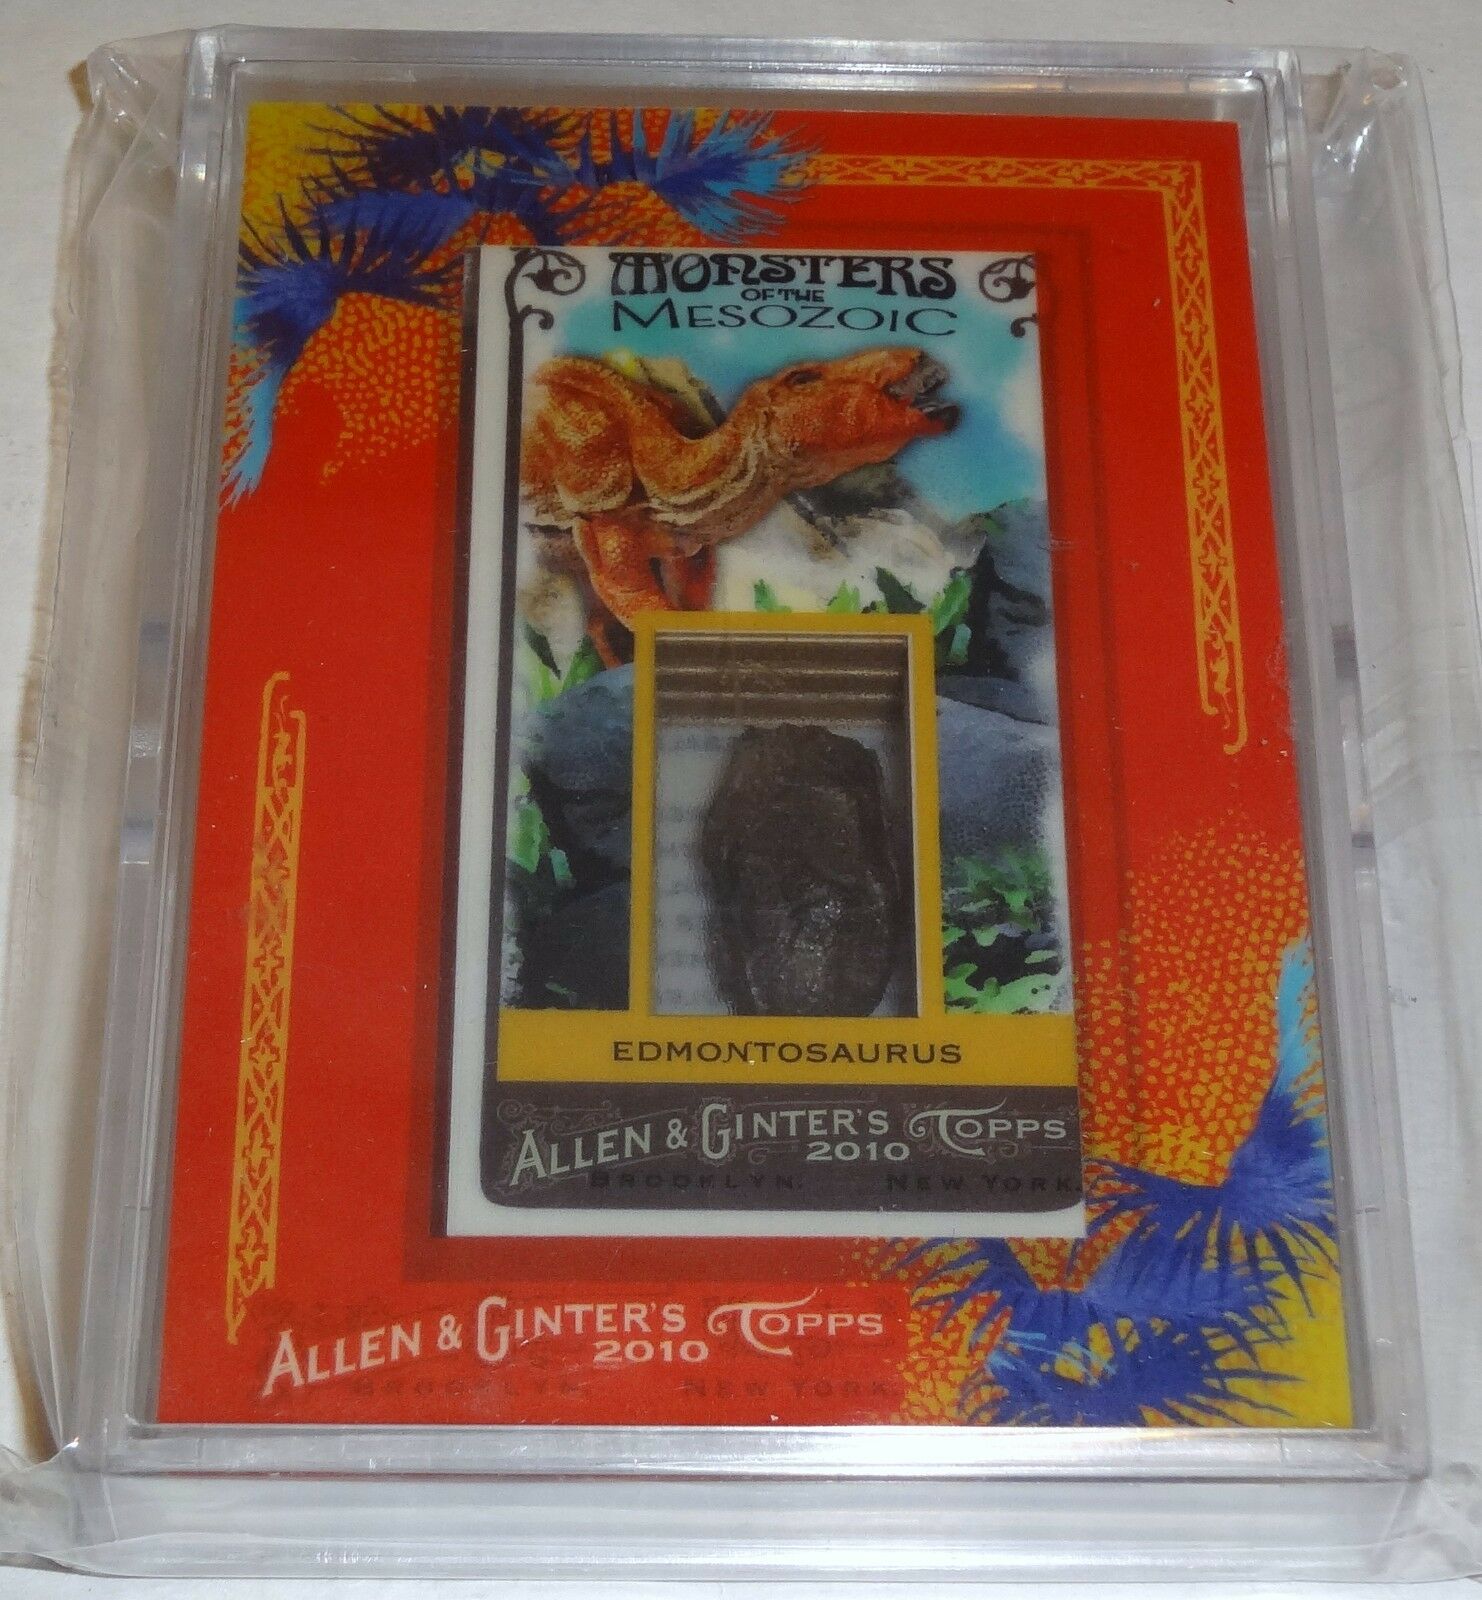 MONSTERS
OF THE
MESOZOIC
EDMONTOSAURUS
ALLEN & GINTER'S TOPPS
2010
BROOKLYN, NEW YORK.
ALLEN & GINTER'S TOPPS
2010
BROOKLYN, NEW YORK.